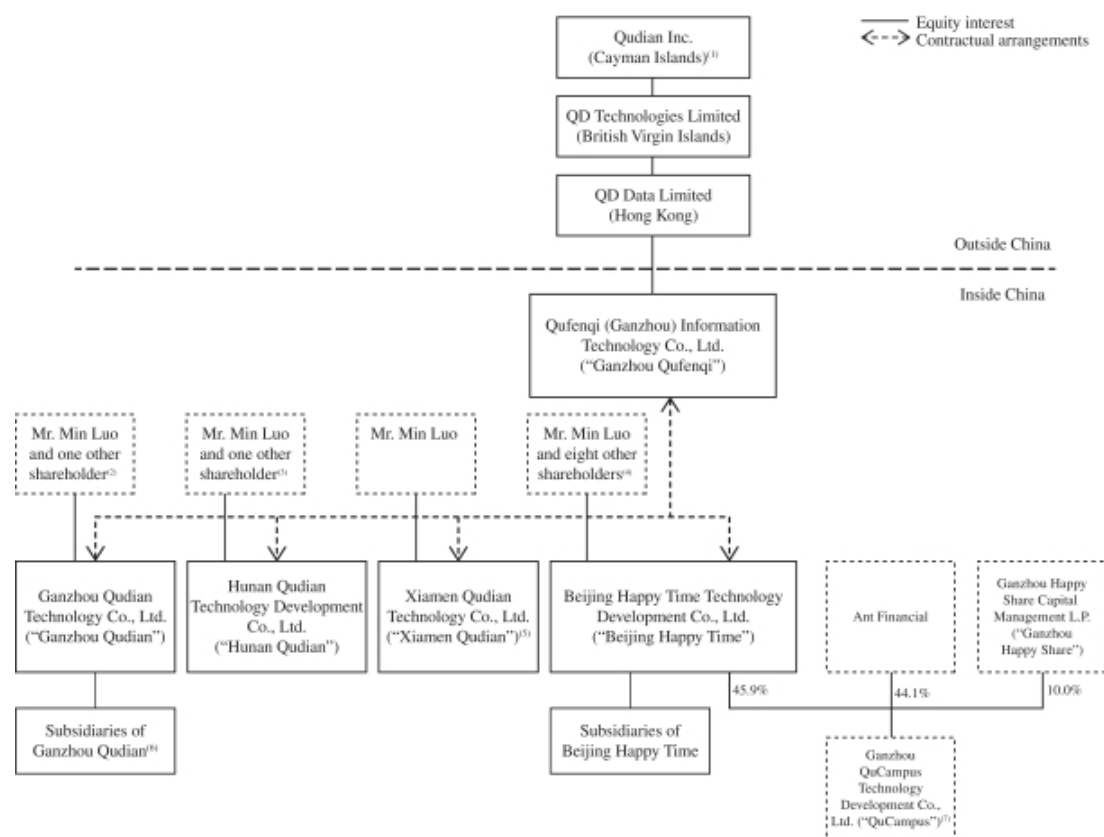 Equity interest
Contractual arrangements
Qudian Inc.
(Cayman Islands)(1)
QD Technologies Limited
(British Virgin Islands)
QD Data Limited
(Hong Kong)
Outside China
Inside China
Qufenqi (Ganzhou) Information
Technology Co., Ltd.
(“Ganzhou Qufenqi”)
Mr. Min Luo
and one other
shareholder(2)
Mr. Min Luo
and one other
shareholder(3)
Mr. Min Luo
Mr. Min Luo
and eight other
shareholders(4)
Ganzhou Qudian
Technology Co., Ltd.
(“Ganzhou Qudian”)
Hunan Qudian
Technology Development
Co., Ltd.
(“Hunan Qudian”)
Xiamen Qudian
Technology Co., Ltd.
(“Xiamen Qudian”)(5)
Beijing Happy Time Technology
Development Co., Ltd.
(“Beijing Happy Time”)
Ant Financial
Ganzhou Happy
Share Capital
Management L.P.
(“Ganzhou
Happy Share”)
45.9%
44.1%
10.0%
Subsidiaries of
Ganzhou Qudian(6)
Subsidiaries of
Beijing Happy Time
Ganzhou
QuCampus
Technology
Development Co.,
Ltd. (“QuCampus”)(7)